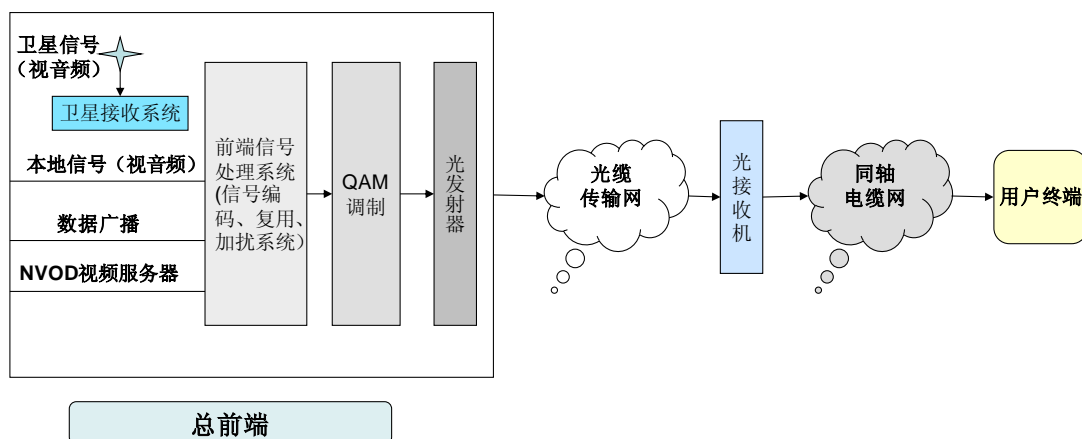 卫星信号
（视音频）
卫星接收系统
本地信号（视音频）
数据广播
NVOD视频服务器
前端信号
处理系统
(信号编
码、复用、
加扰系统）
QAM
调制
光发射器
光缆
传输网
光接收机
同轴
电缆网
用户终端
总前端